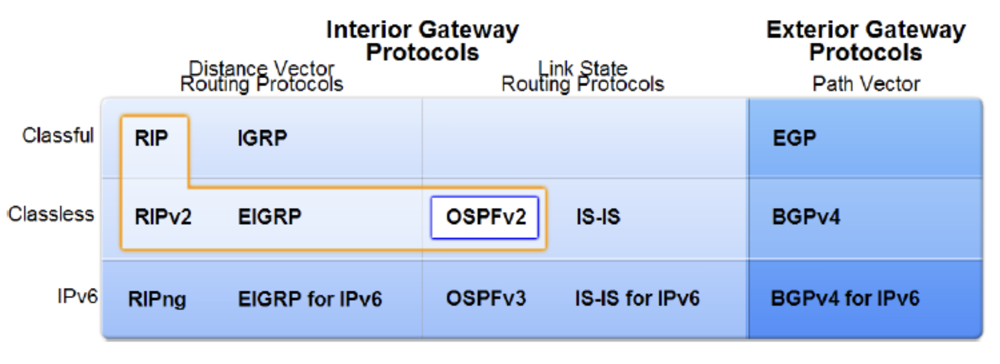 Interior Gateway
Protocols
Exterior Gateway
Protocols
Distance Vector
Routing Protocols
Link State
Routing Protocols
Path Vector
Classful RIP IGRP EGP
Classless RIPv2 EIGRP OSPFv2 IS-IS BGPv4
IPv6 RIPng EIGRP for IPv6 OSPFv3 IS-IS for IPv6 BGPv4 for IPv6